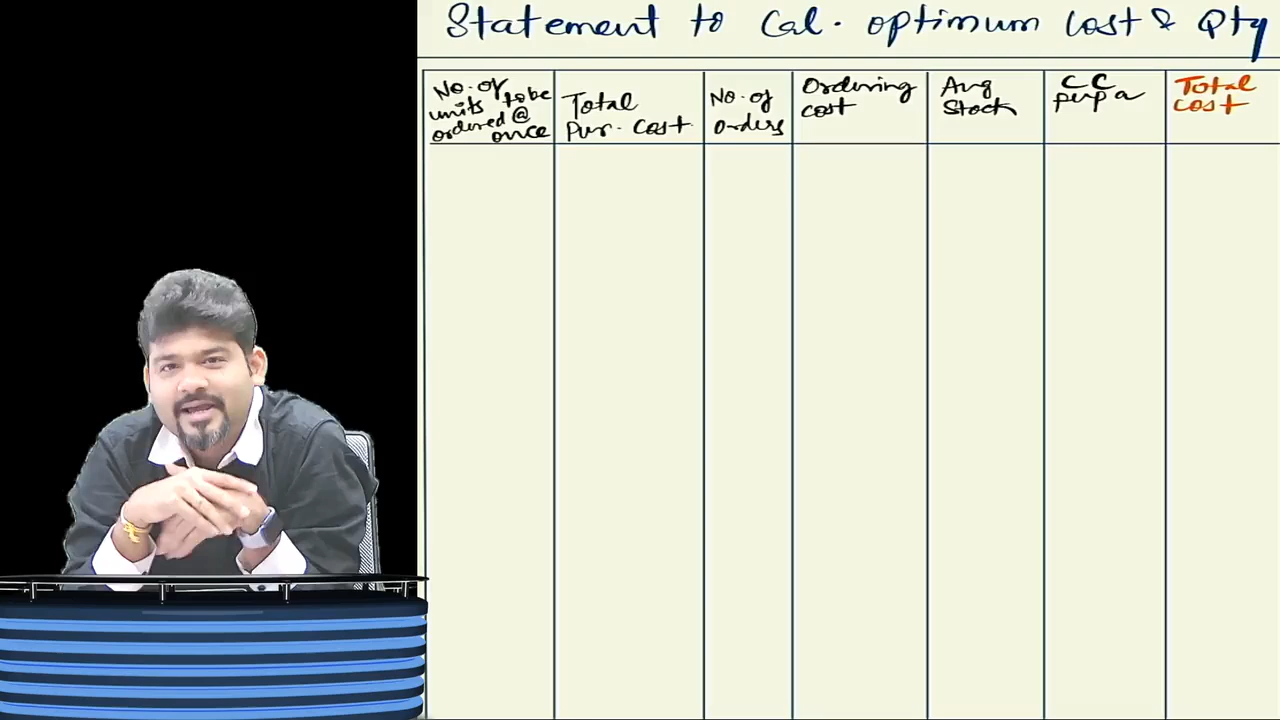 Statement to Cal. optimum cost & Qty
No. of
units to be
ordered @
once
Total
Pur. cost
No. of
orders
Ordering
cost
Avg
Stock
CC
pupa
Total
cost